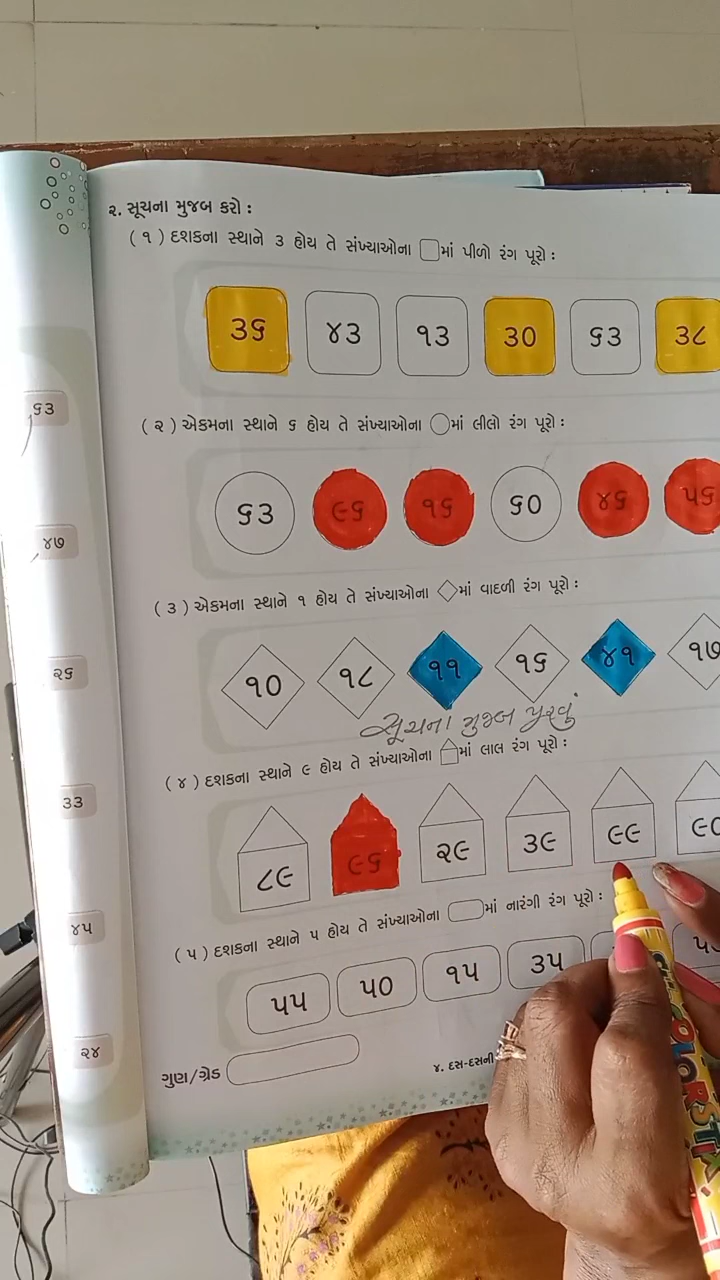 ૨. સૂચના મુજબ કરો :
( ૧ ) દશકના સ્થાને ૩ હોય તે સંખ્યાઓના માં પીળો રંગ પૂરો :
૩૬ ૪૩ ૧૩ ૩૦ ૬૩ ૩૮
૬૩
( ૨ ) એકમના સ્થાને ૬ હોય તે સંખ્યાઓના માં લીલો રંગ પૂરો :
૬૩ ૯૬ ૧૬ ૬૦ ૪૬ ૫૬
૪૭
( ૩ ) એકમના સ્થાને ૧ હોય તે સંખ્યાઓના માં વાદળી રંગ પૂરો :
૧૦ ૧૮ ૧૧ ૧૬ ૪૧ ૧૭
૨૬
સૂચના મુજબ પુરવું
( ૪ ) દશકના સ્થાને ૯ હોય તે સંખ્યાઓના માં લાલ રંગ પૂરો :
૮૯ ૯૬ ૨૯ ૩૯ ૯૯ ૯૦
૩૩
( ૫ ) દશકના સ્થાને ૫ હોય તે સંખ્યાઓના માં નારંગી રંગ પૂરો :
૫૫ ૫૦ ૧૫ ૩૫
૪૫
૨૪
ગુણ/ગ્રેડ
૪. દસ-દસની